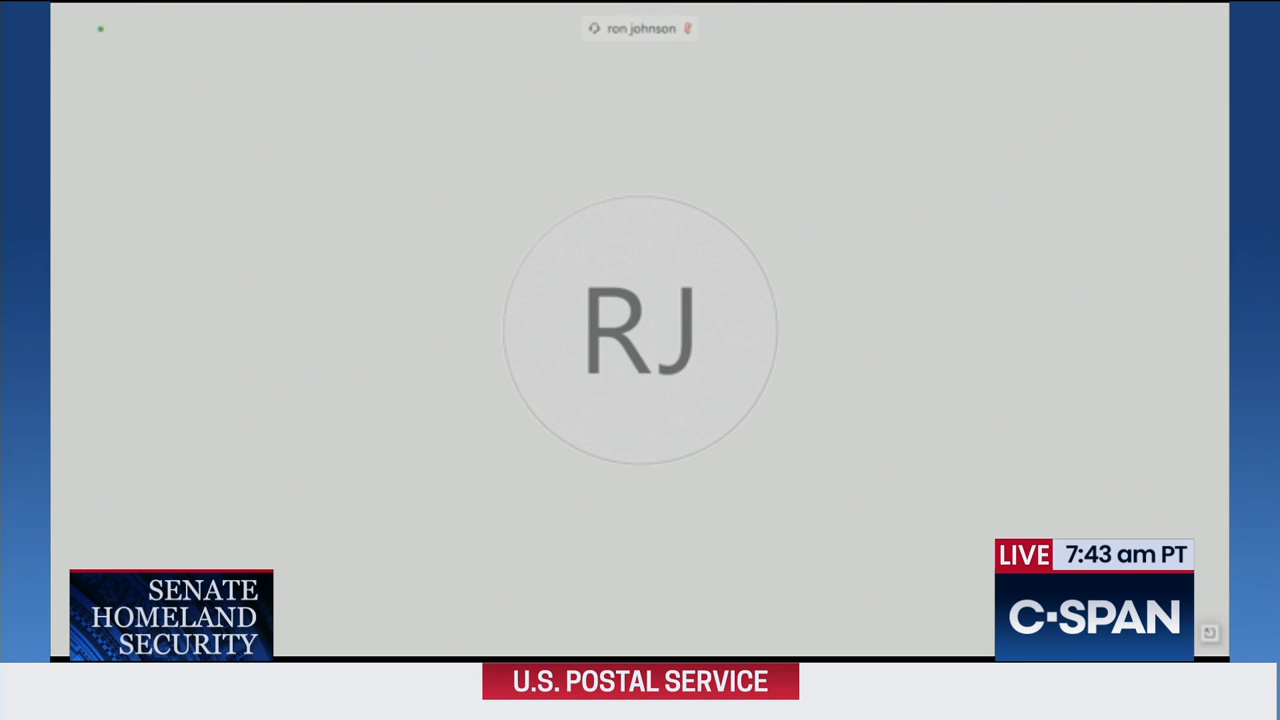 ron johnson
RJ
LIVE 7:43 am PT
SENATE
HOMELAND
SECURITY
C-SPAN
U.S. POSTAL SERVICE